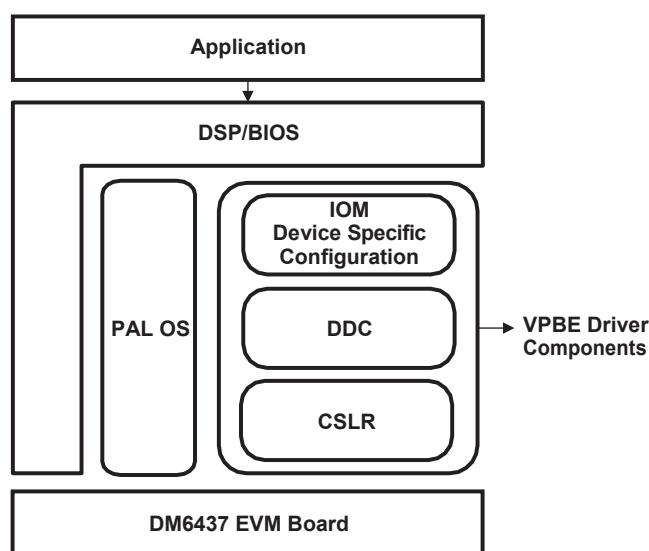 Application
DSP/BIOS
IOM
Device Specific
Configuration
PAL OS
DDC
VPBE Driver
Components
CSLR
DM6437 EVM Board